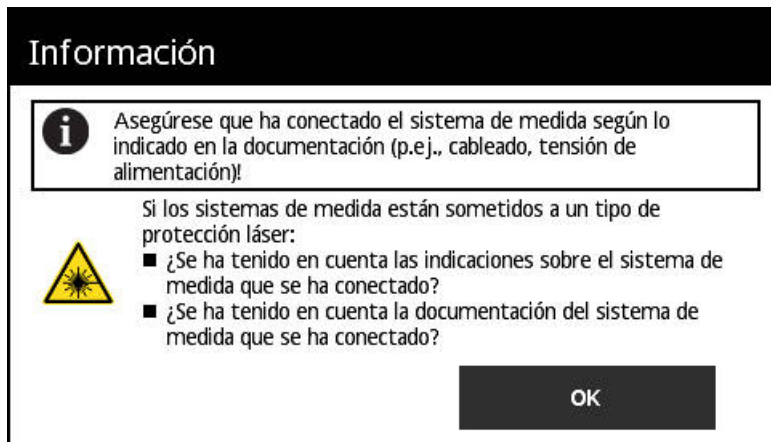 Información
Asegúrese que ha conectado el sistema de medida según lo
indicado en la documentación (p.ej., cableado, tensión de
alimentación)!
Si los sistemas de medida están sometidos a un tipo de
protección láser:
■ ¿Se ha tenido en cuenta las indicaciones sobre el sistema de
medida que se ha conectado?
■ ¿Se ha tenido en cuenta la documentación del sistema de
medida que se ha conectado?
OK